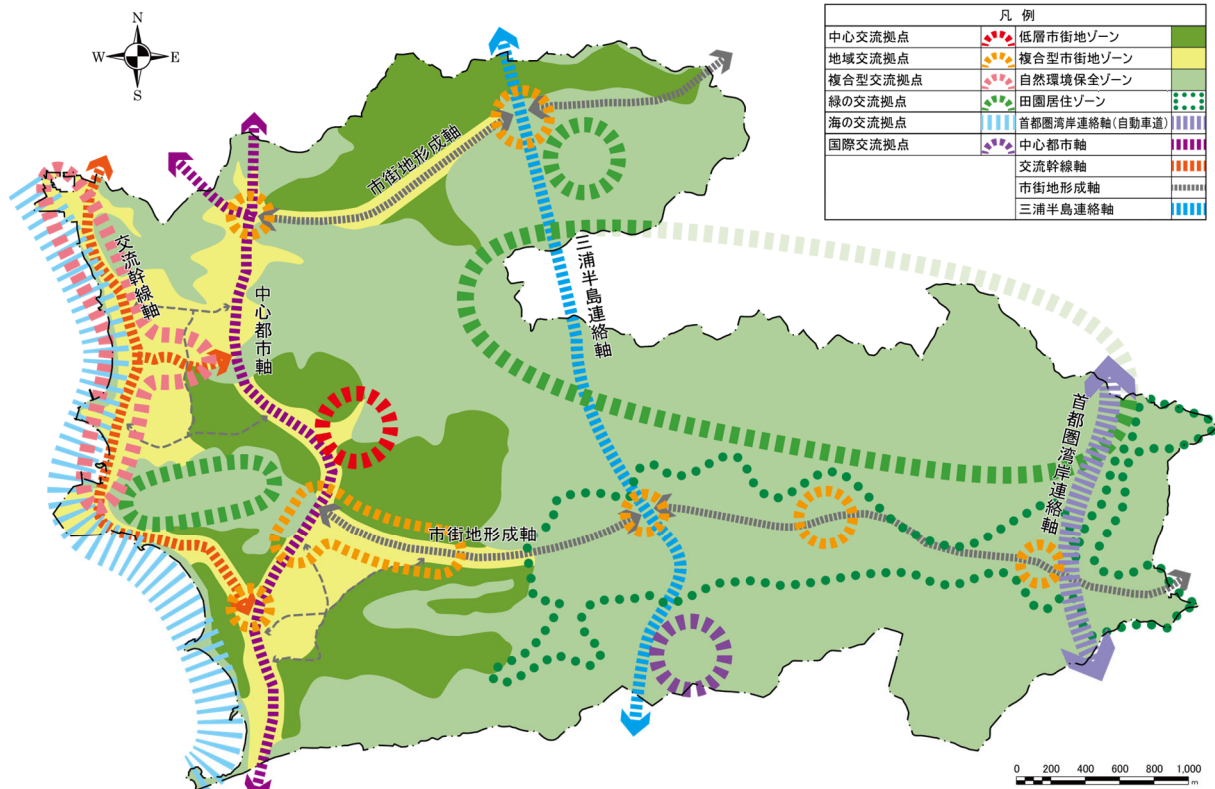 N
W E
S
凡 例
中心交流拠点 低層市街地ゾーン
地域交流拠点 複合型市街地ゾーン
複合型交流拠点 自然環境保全ゾーン
緑の交流拠点 田園居住ゾーン
海の交流拠点 首都圏湾岸連絡軸(自動車道)
国際交流拠点 中心都市軸
交流幹線軸
市街地形成軸
三浦半島連絡軸
市街地形成軸
交流幹線軸
中心都市軸
三浦半島連絡軸
首都圏湾岸連絡軸
市街地形成軸
0 200 400 600 800 1,000
m